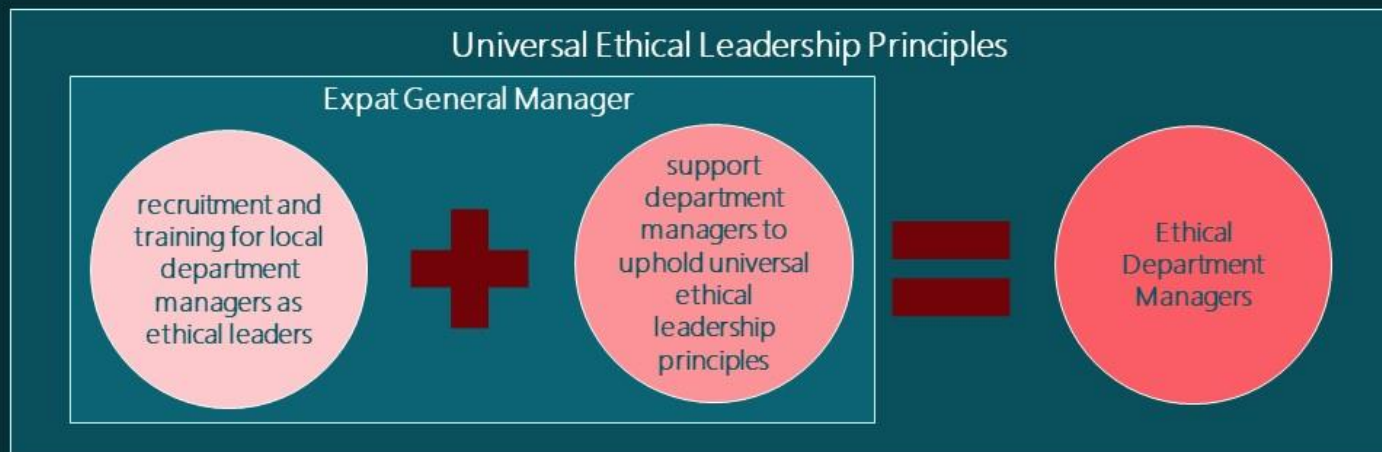 Universal Ethical Leadership Principles
Expat General Manager
recruitment and
training for local
department
managers as
ethical leaders
support
department
managers to
uphold universal
ethical
leadership
principles
Ethical
Department
Managers